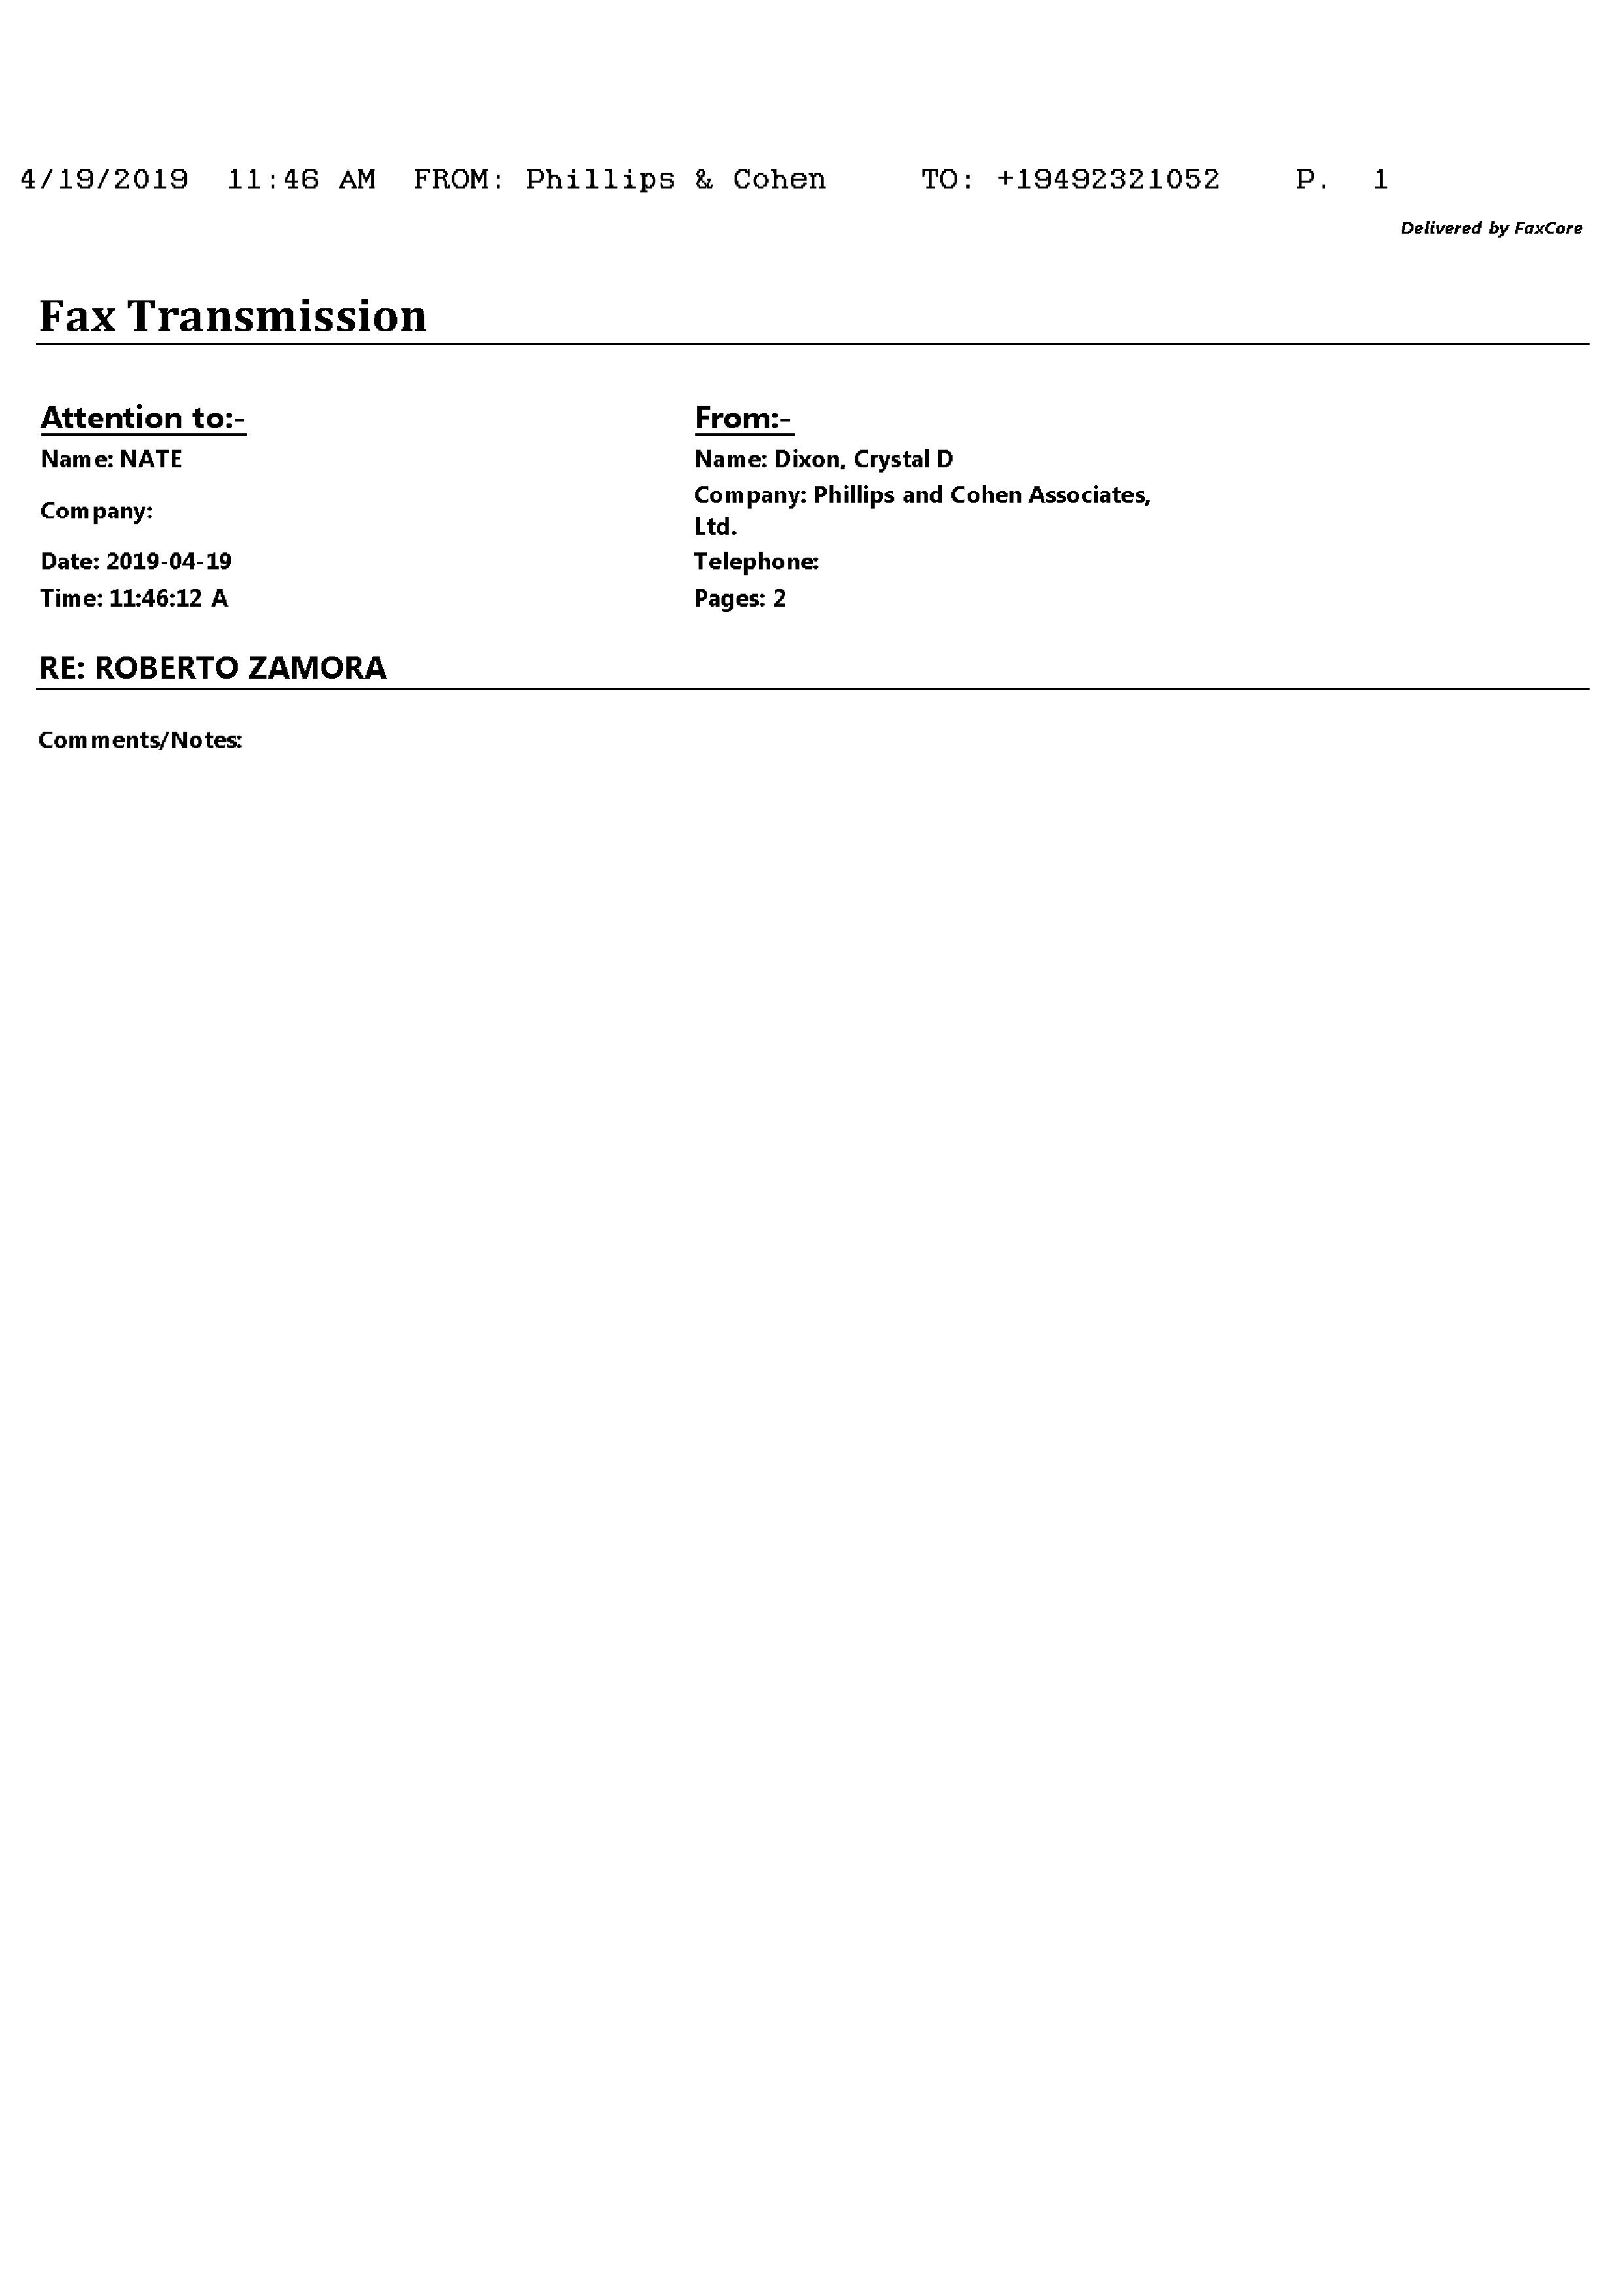 4/19/2019 11:46 AM FROM: Phillips & Cohen TO: +19492321052 P. 1
Delivered by FaxCore
Fax Transmission
Attention to:- From:-
Name: NATE Name: Dixon, Crystal D
Company: Company: Phillips and Cohen Associates,
Ltd.
Date: 2019-04-19 Telephone:
Time: 11:46:12 A Pages: 2
RE: ROBERTO ZAMORA
Comments/Notes: